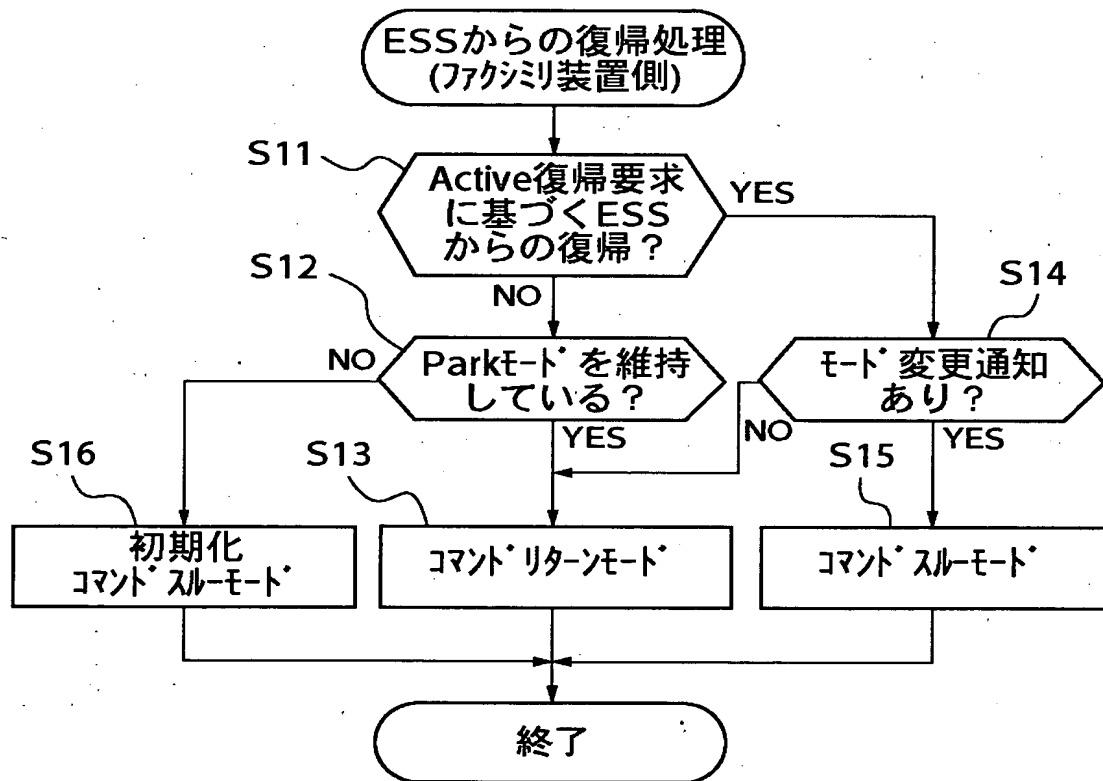 ESSからの復帰処理
(ﾌｧｸｼﾐﾘ装置側)
S11
Active復帰要求
に基づくESS
からの復帰？
YES
NO
S12
Parkﾓｰﾄﾞを維持
している？
NO
YES
S14
ﾓｰﾄﾞ変更通知
あり？
NO
YES
S16
初期化
ｺﾏﾝﾄﾞｽﾙｰﾓｰﾄﾞ
S13
ｺﾏﾝﾄﾞﾘﾀｰﾝﾓｰﾄﾞ
S15
ｺﾏﾝﾄﾞｽﾙｰﾓｰﾄﾞ
終了